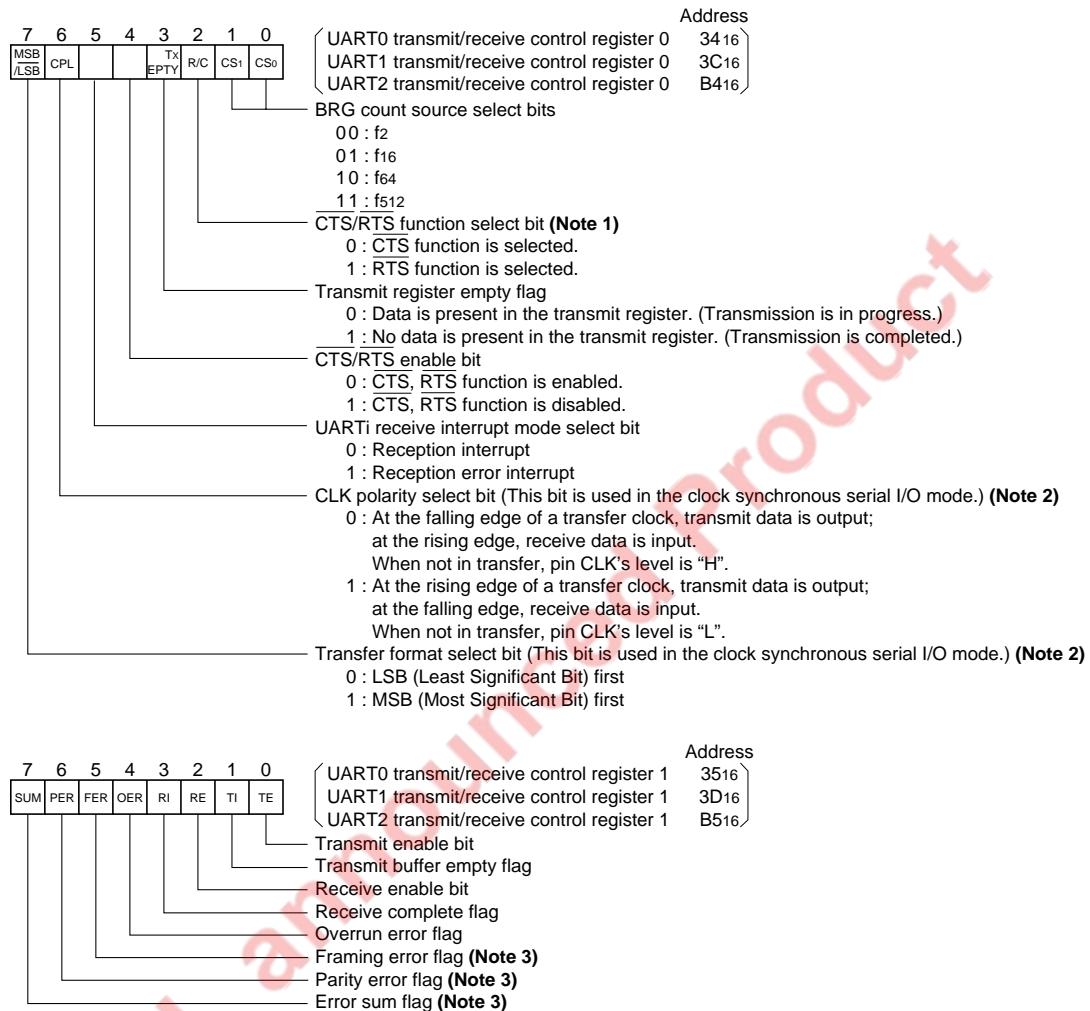 Address
7 6 5 4 3 2 1 0
MSB/LSB CPL Tx EPTY R/C CS1 CS0
UART0 transmit/receive control register 0 3416
UART1 transmit/receive control register 0 3C16
UART2 transmit/receive control register 0 B416
BRG count source select bits
0 0 : f2
0 1 : f16
1 0 : f64
1 1 : f512
CTS/RTS function select bit (Note 1)
0 : CTS function is selected.
1 : RTS function is selected.
Transmit register empty flag
0 : Data is present in the transmit register. (Transmission is in progress.)
1 : No data is present in the transmit register. (Transmission is completed.)
CTS/RTS enable bit
0 : CTS, RTS function is enabled.
1 : CTS, RTS function is disabled.
UARTi receive interrupt mode select bit
0 : Reception interrupt
1 : Reception error interrupt
CLK polarity select bit (This bit is used in the clock synchronous serial I/O mode.) (Note 2)
0 : At the falling edge of a transfer clock, transmit data is output;
at the rising edge, receive data is input.
When not in transfer, pin CLK's level is “H”.
1 : At the rising edge of a transfer clock, transmit data is output;
at the falling edge, receive data is input.
When not in transfer, pin CLK's level is “L”.
Transfer format select bit (This bit is used in the clock synchronous serial I/O mode.) (Note 2)
0 : LSB (Least Significant Bit) first
1 : MSB (Most Significant Bit) first
Address
7 6 5 4 3 2 1 0
SUM PER FER OER RI RE TI TE
UART0 transmit/receive control register 1 3516
UART1 transmit/receive control register 1 3D16
UART2 transmit/receive control register 1 B516
Transmit enable bit
Transmit buffer empty flag
Receive enable bit
Receive complete flag
Overrun error flag
Framing error flag (Note 3)
Parity error flag (Note 3)
Error sum flag (Note 3)
announced Product